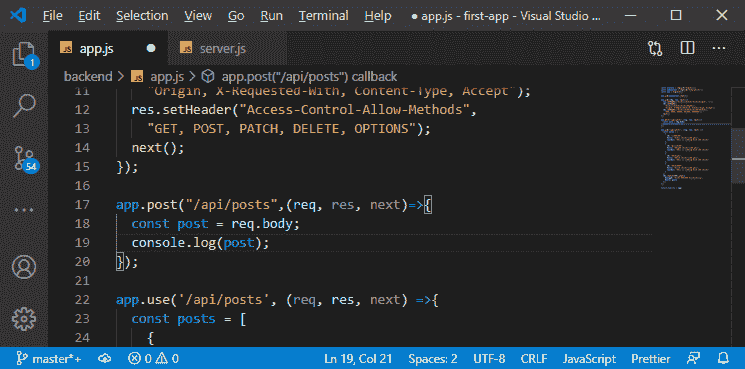 File Edit Selection View Go Run Terminal Help ● app.js - first-app - Visual Studio ...
JS app.js ● JS server.js
backend > JS app.js > app.post("/api/posts") callback
11 "Origin, X-Requested-With, Content-Type, Accept");
12 res.setHeader("Access-Control-Allow-Methods",
13 "GET, POST, PATCH, DELETE, OPTIONS");
14 next();
15 });
16
17 app.post("/api/posts",(req, res, next)=>{
18 const post = req.body;
19 console.log(post);
20 });
21
22 app.use('/api/posts', (req, res, next) =>{
23 const posts = [
24 {
1
54
master*+ 0 0 Ln 19, Col 21 Spaces: 2 UTF-8 CRLF JavaScript Prettier